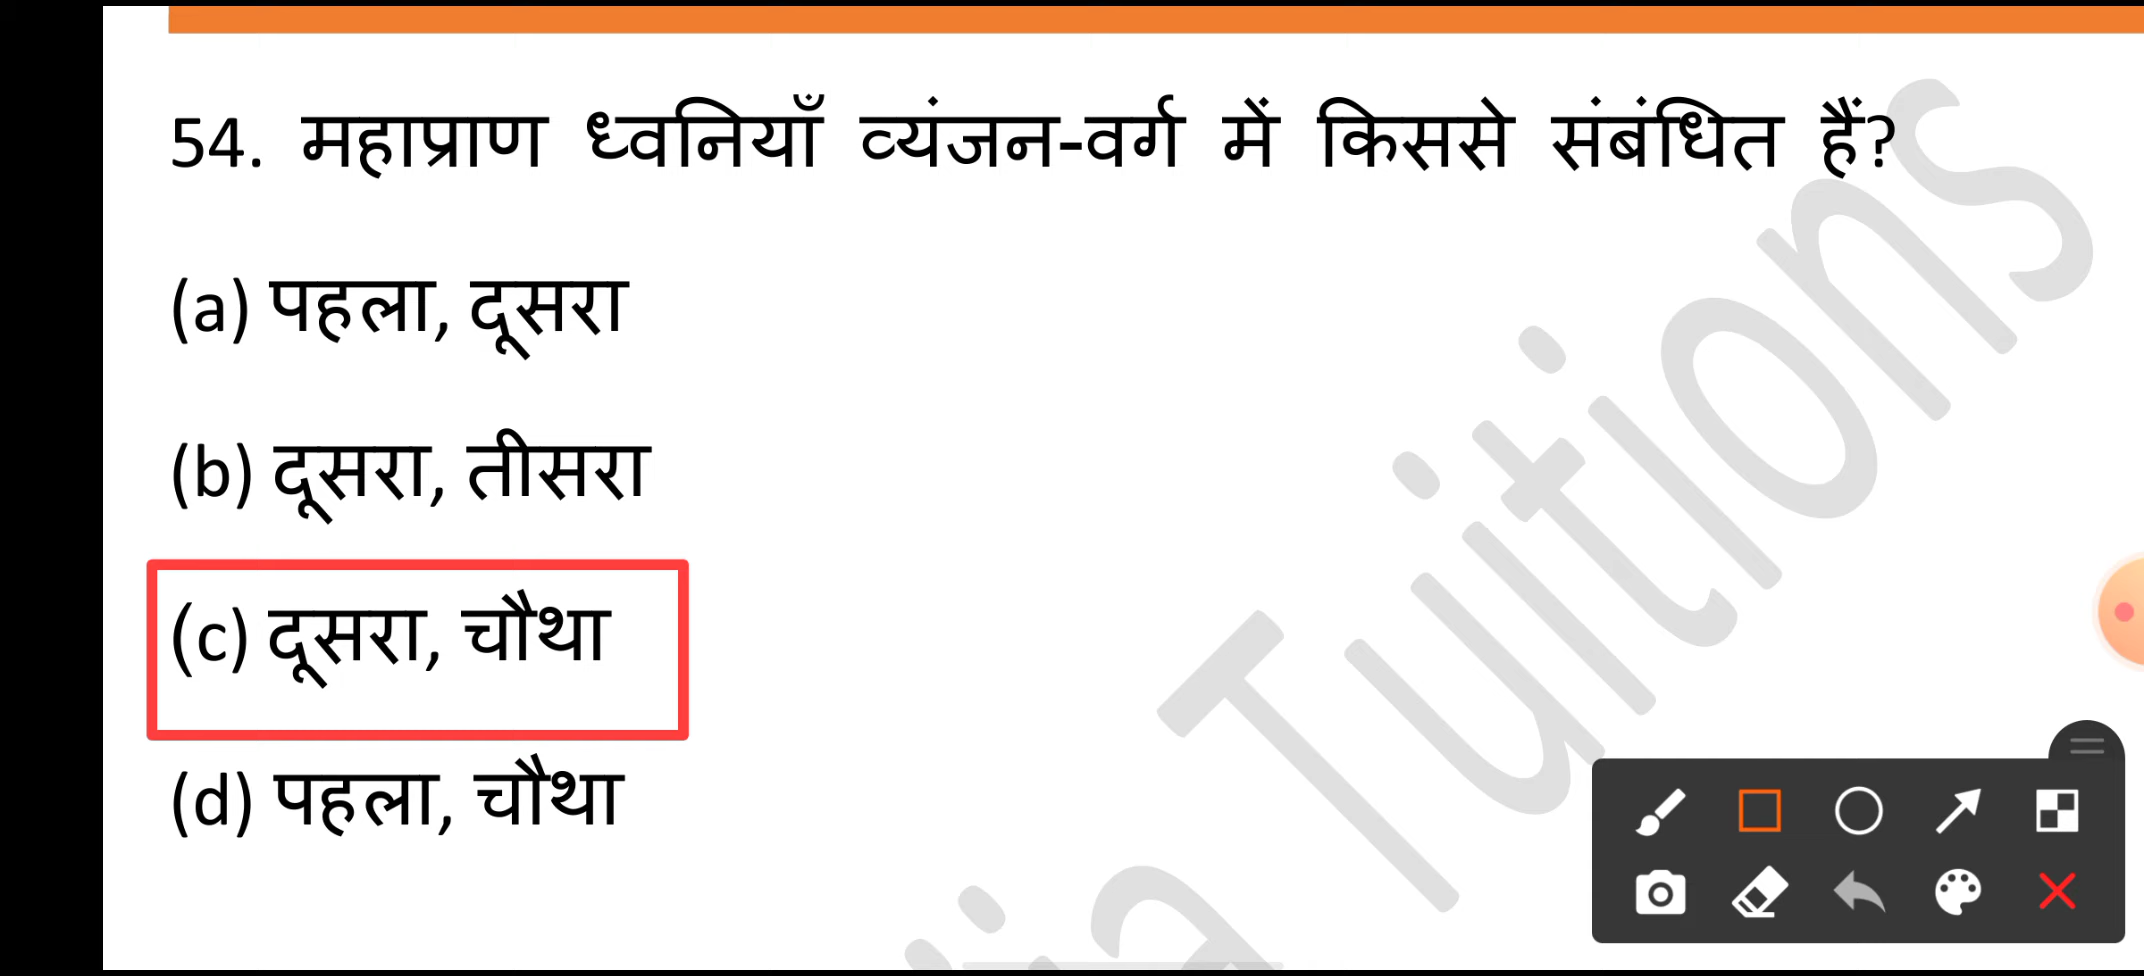 54. महाप्राण ध्वनियाँ व्यंजन-वर्ग में किससे संबंधित हैं?
(a) पहला, दूसरा
(b) दूसरा, तीसरा
(c) दूसरा, चौथा
(d) पहला, चौथा
Tuitions